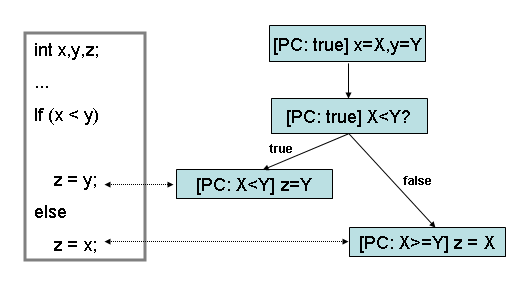 int x,y,z;
...
If (x < y)
z = y;
else
z = x;
[PC: true] x=X,y=Y
[PC: true] X<Y?
true
false
[PC: X<Y] z=Y
[PC: X>=Y] z = X